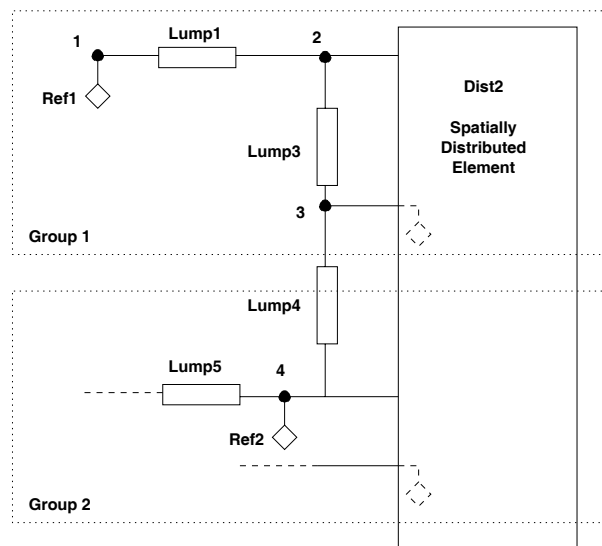 1
Lump1
2
Ref1
Dist2
Spatially
Distributed
Element
Lump3
3
Group 1
Lump4
Lump5
4
Ref2
Group 2